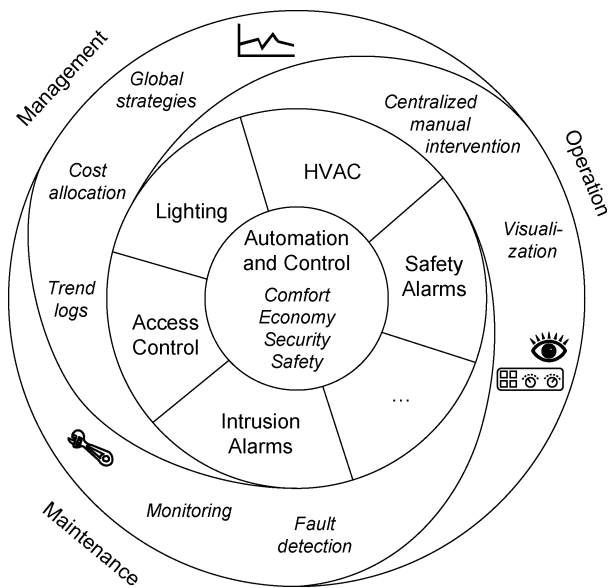 Management
Global
strategies
Cost
allocation
Trend
logs
Operation
Centralized
manual
intervention
Visuali-
zation
Maintenance
Monitoring
Fault
detection
HVAC
Lighting
Safety
Alarms
Access
Control
Intrusion
Alarms
...
Automation
and Control
Comfort
Economy
Security
Safety